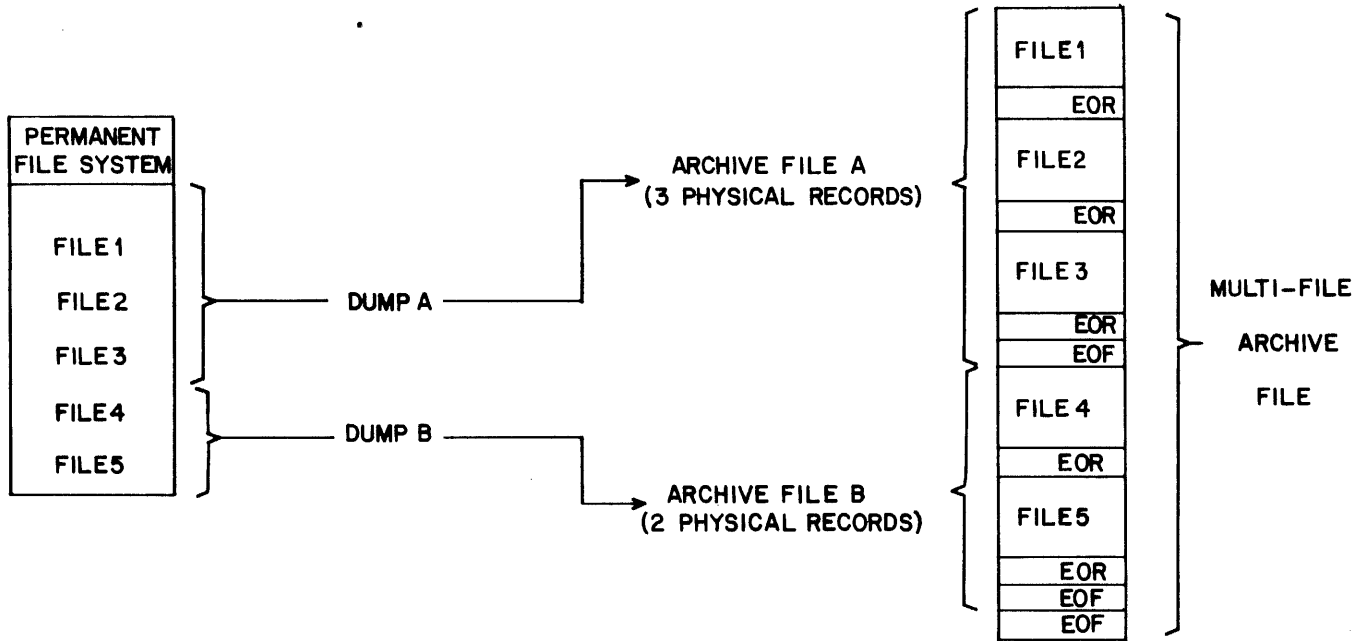 PERMANENT
FILE SYSTEM
FILE1
FILE2
FILE3
FILE4
FILE5
DUMP A
DUMP B
ARCHIVE FILE A
(3 PHYSICAL RECORDS)
ARCHIVE FILE B
(2 PHYSICAL RECORDS)
FILE1
EOR
FILE2
EOR
FILE3
EOR
EOF
FILE4
EOR
FILE5
EOR
EOF
EOF
MULTI-FILE
ARCHIVE
FILE